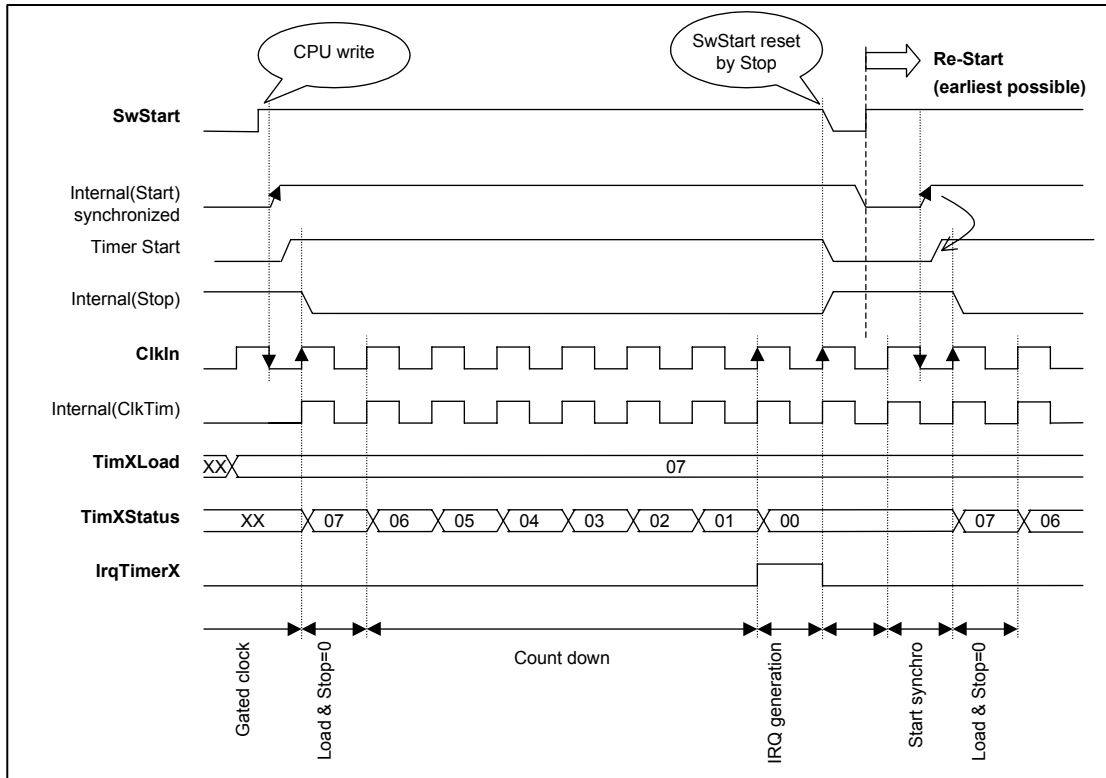 CPU write
SwStart reset
by Stop
Re-Start
(earliest possible)
SwStart
Internal(Start)
synchronized
Timer Start
Internal(Stop)
ClkIn
Internal(ClkTim)
TimXLoad
XX 07
TimXStatus
XX 07 06 05 04 03 02 01 00 07 06
IrqTimerX
Gated clock
Load & Stop=0
Count down
IRQ generation
Start synchro
Load & Stop=0